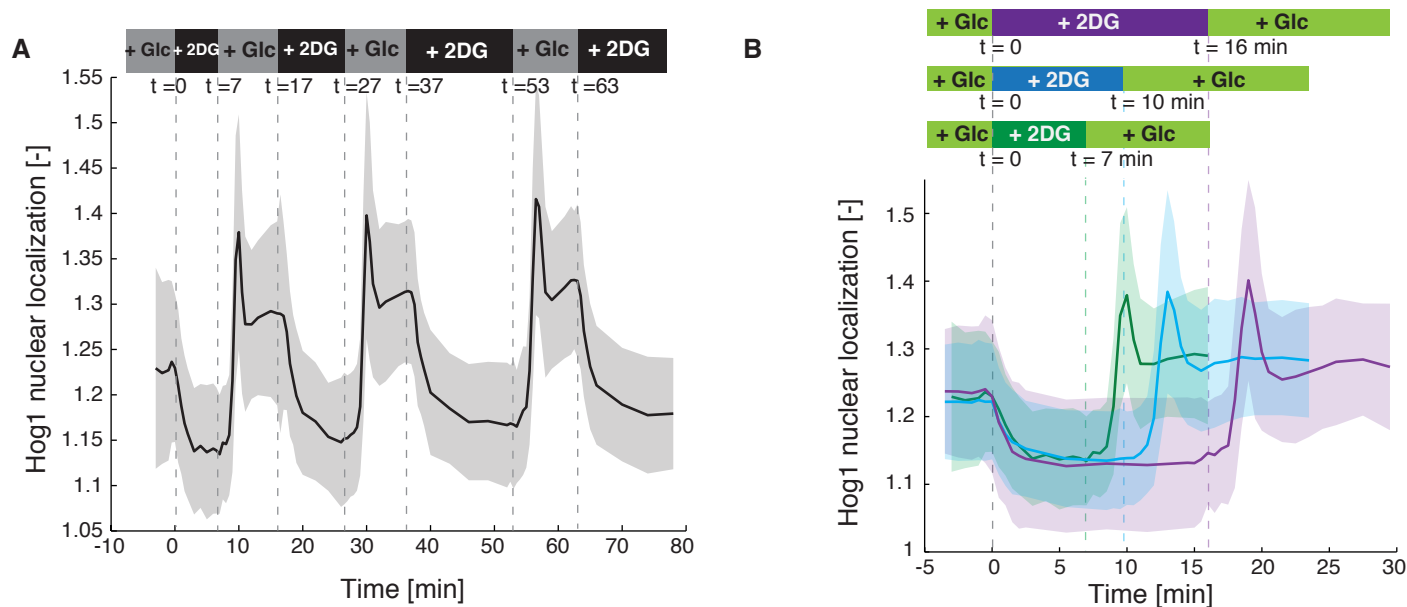 A
+ Glc + 2DG + Glc + 2DG + Glc + 2DG + Glc + 2DG
t =0 t =7 t =17 t =27 t =37 t =53 t =63
1.55
1.5
1.45
1.4
1.35
1.3
1.25
1.2
1.15
1.1
1.05
Hog1 nuclear localization [-]
-10 0 10 20 30 40 50 60 70 80
Time [min]
B
+ Glc + 2DG + Glc
t = 0 t = 16 min
+ Glc + 2DG + Glc
t = 0 t = 10 min
+ Glc + 2DG + Glc
t = 0 t = 7 min
1.5
1.4
1.3
1.2
1.1
1
Hog1 nuclear localization [-]
-5 0 5 10 15 20 25 30
Time [min]